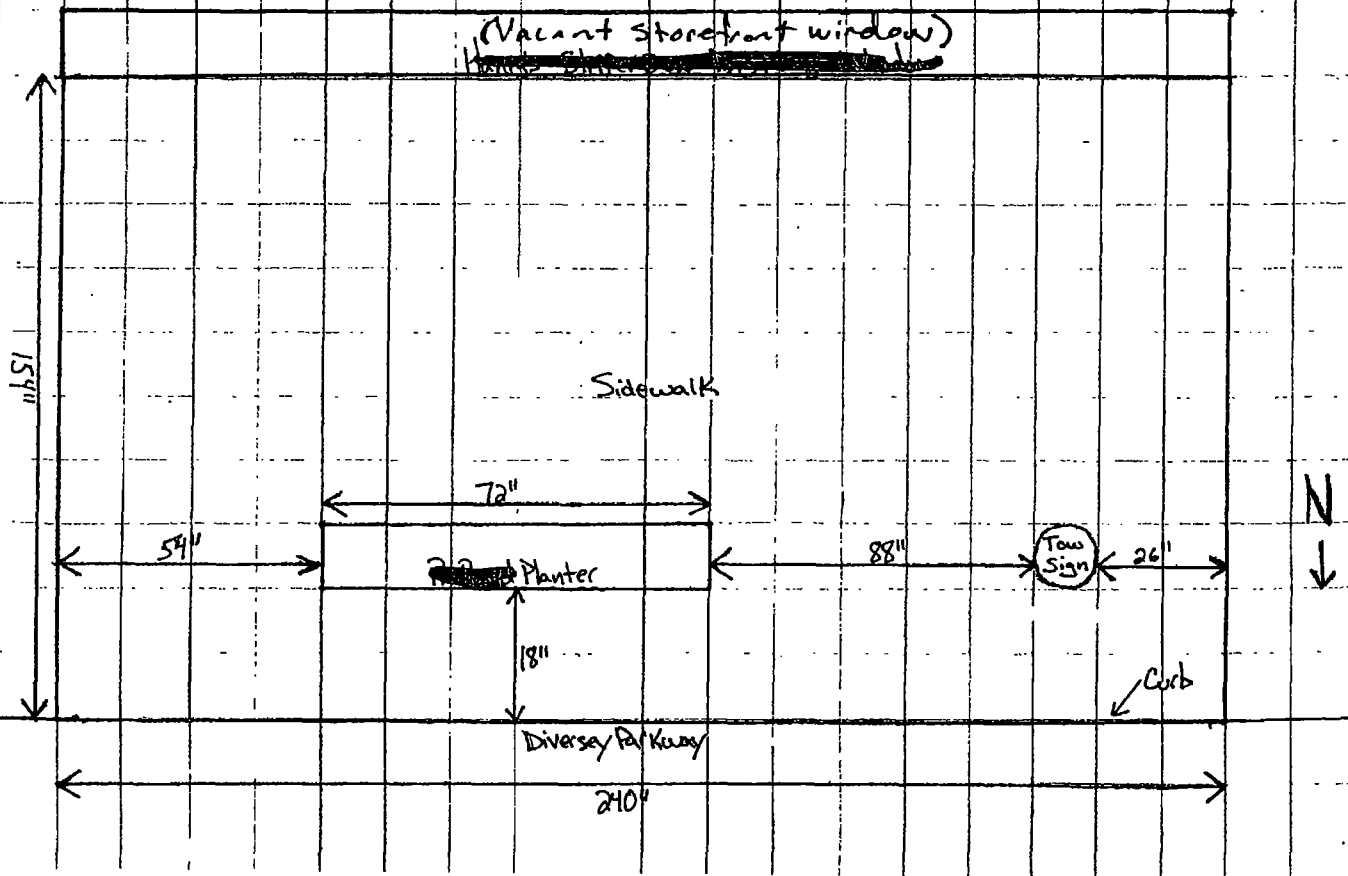 (Vacant Storefront window)
154"
Sidewalk
72"
N
54"
Planter
88"
Tow
Sign
26"
18"
Curb
Diversey Parkway
240"